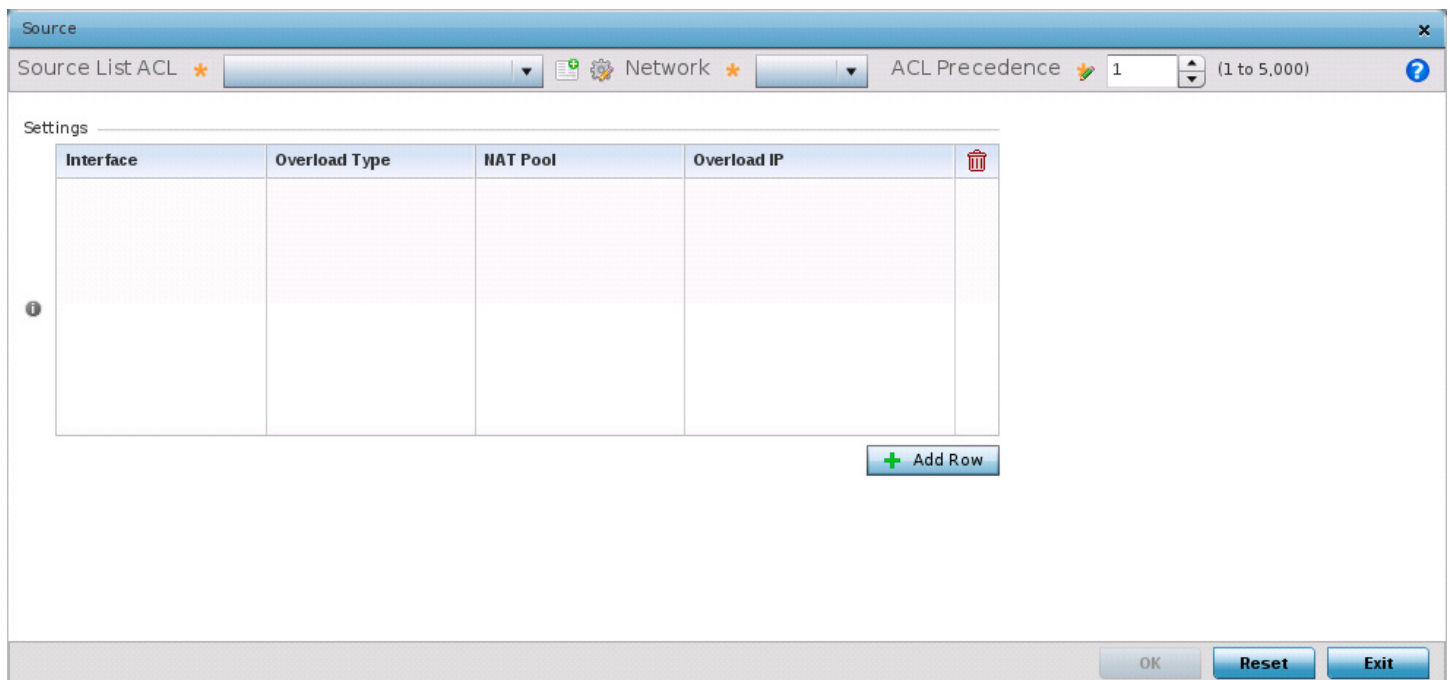 Source
Source List ACL * Network * ACL Precedence 1 (1 to 5,000)
Settings
Interface Overload Type NAT Pool Overload IP
Add Row
OK Reset Exit